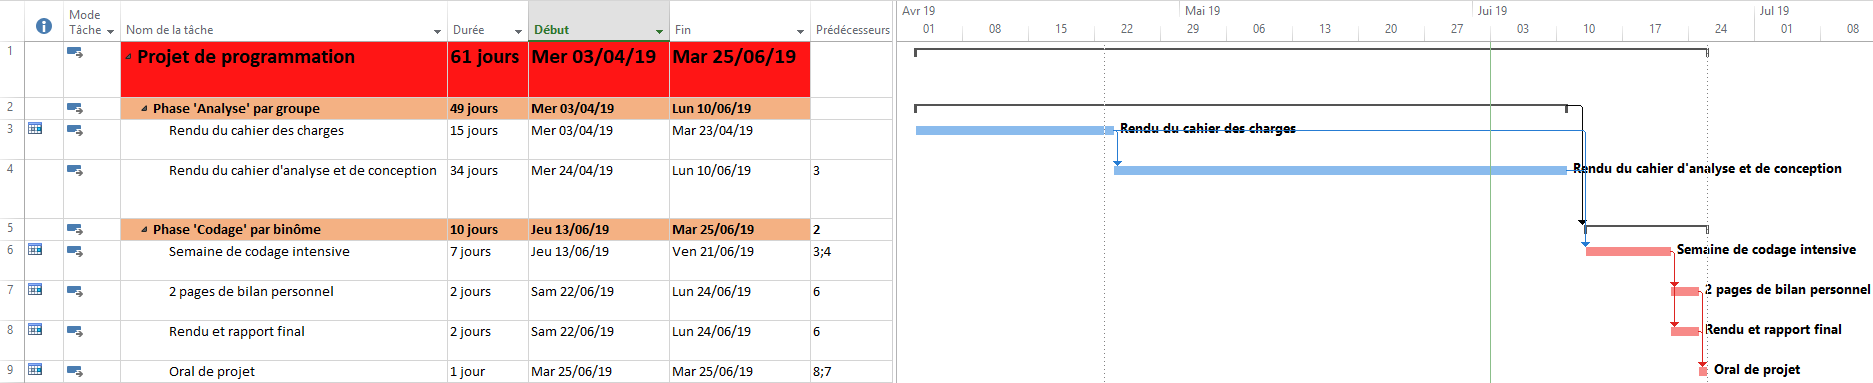 Mode Tâche Nom de la tâche Durée Début Fin Prédécesseurs
Avr 19 Mai 19 Jui 19 Jul 19
01 08 15 22 29 06 13 20 27 03 10 17 24 01 08
1 Projet de programmation 61 jours Mer 03/04/19 Mar 25/06/19
2 Phase 'Analyse' par groupe 49 jours Mer 03/04/19 Lun 10/06/19
3 Rendu du cahier des charges 15 jours Mer 03/04/19 Mar 23/04/19 Rendu du cahier des charges
4 Rendu du cahier d'analyse et de conception 34 jours Mer 24/04/19 Lun 10/06/19 3 Rendu du cahier d'analyse et de conception
5 Phase 'Codage' par binôme 10 jours Jeu 13/06/19 Mar 25/06/19 2
6 Semaine de codage intensive 7 jours Jeu 13/06/19 Ven 21/06/19 3;4 Semaine de codage intensive
7 2 pages de bilan personnel 2 jours Sam 22/06/19 Lun 24/06/19 6 2 pages de bilan personnel
8 Rendu et rapport final 2 jours Sam 22/06/19 Lun 24/06/19 6 Rendu et rapport final
9 Oral de projet 1 jour Mar 25/06/19 Mar 25/06/19 8;7 Oral de projet